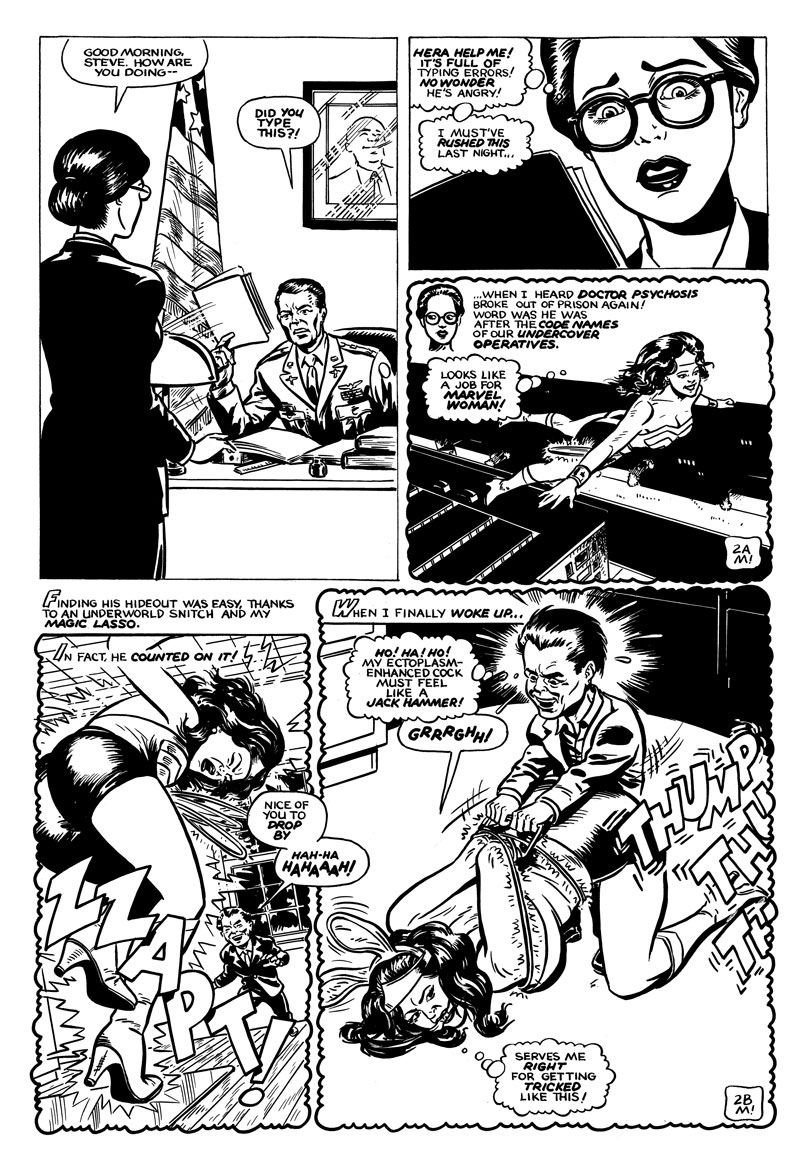 GOOD MORNING,
STEVE. HOW ARE
YOU DOING--
DID YOU
TYPE
THIS?!
HERA HELP ME!
IT'S FULL OF
TYPING ERRORS!
NO WONDER
HE'S ANGRY!
I MUST'VE
RUSHED THIS
LAST NIGHT...
...WHEN I HEARD DOCTOR PSYCHOSIS
BROKE OUT OF PRISON AGAIN!
WORD WAS HE WAS
AFTER THE CODE NAMES
OF OUR UNDERCOVER
OPERATIVES.
LOOKS LIKE
A JOB FOR
MARVEL
WOMAN!
2A
M!
FINDING HIS HIDEOUT WAS EASY, THANKS
TO AN UNDERWORLD SNITCH AND MY
MAGIC LASSO.
IN FACT, HE COUNTED ON IT!
NICE OF
YOU TO
DROP
BY
HAH-HA
HAHAAAH!
ZZZAPT!
WHEN I FINALLY WOKE UP...
HO! HA! HO!
MY ECTOPLASM-
ENHANCED COCK
MUST FEEL
LIKE A
JACK HAMMER!
GRRRGHH!
THUMP
THU
TH
SERVES ME
RIGHT
FOR GETTING
TRICKED
LIKE THIS!
2B
M!